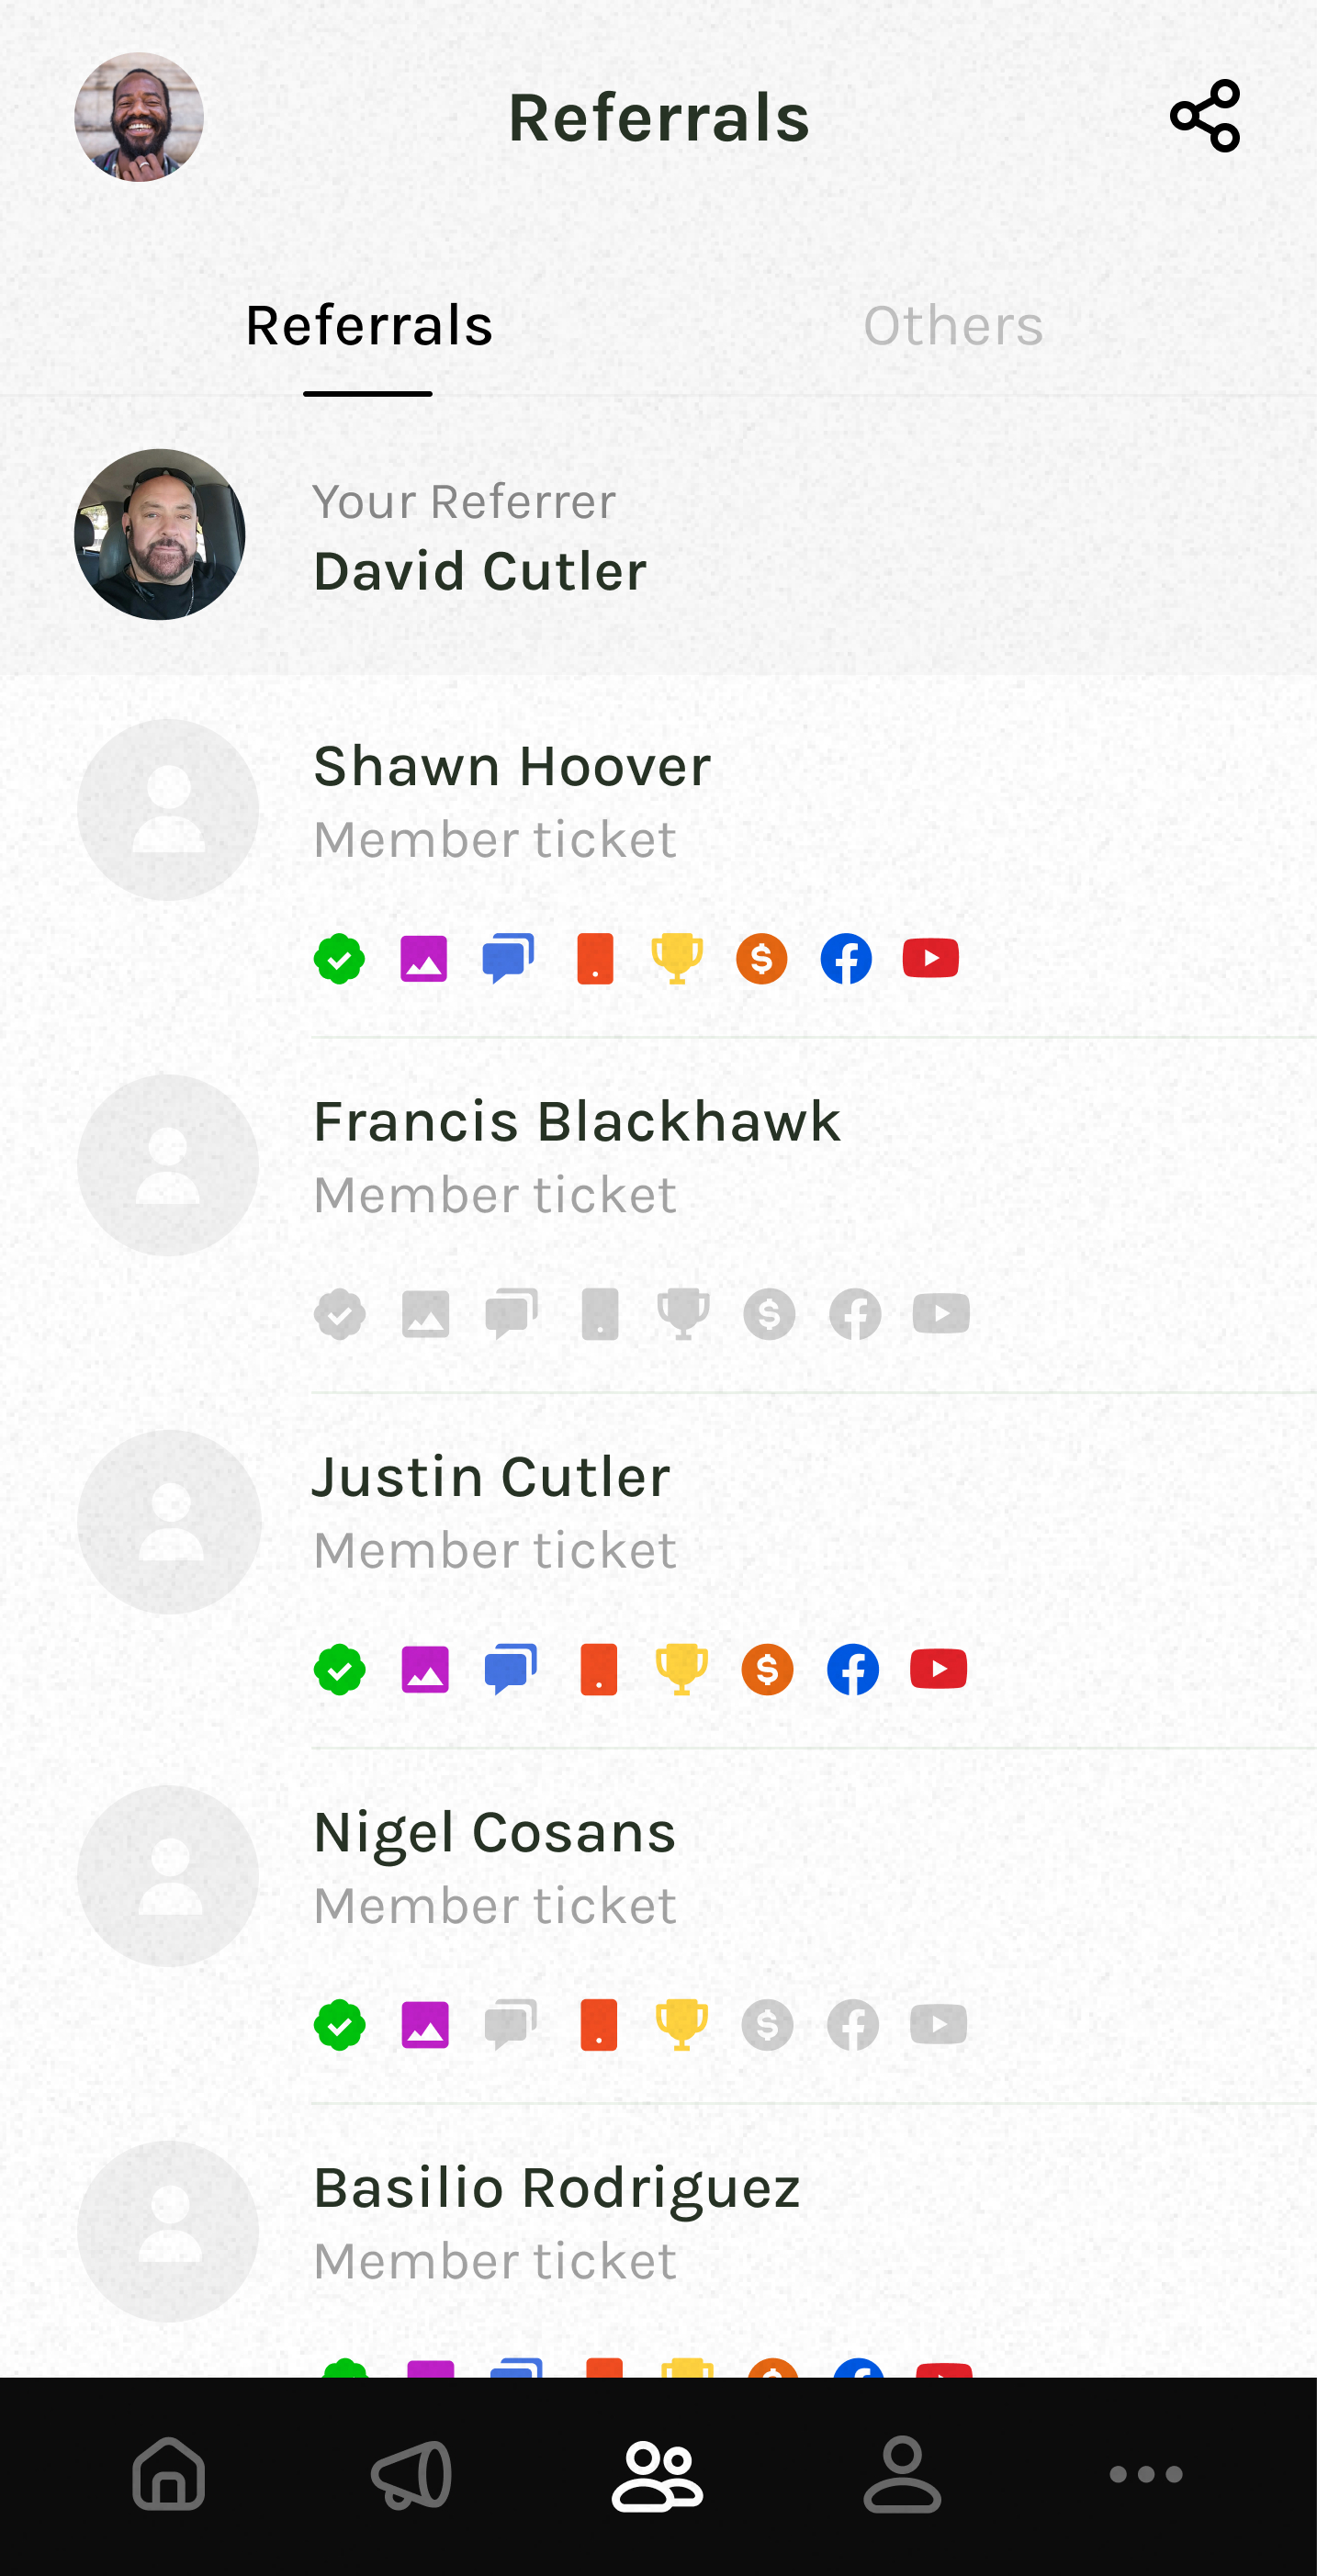 Referrals
Referrals
Others
Your Referrer
David Cutler
Shawn Hoover
Member ticket
Francis Blackhawk
Member ticket
Justin Cutler
Member ticket
Nigel Cosans
Member ticket
Basilio Rodriguez
Member ticket